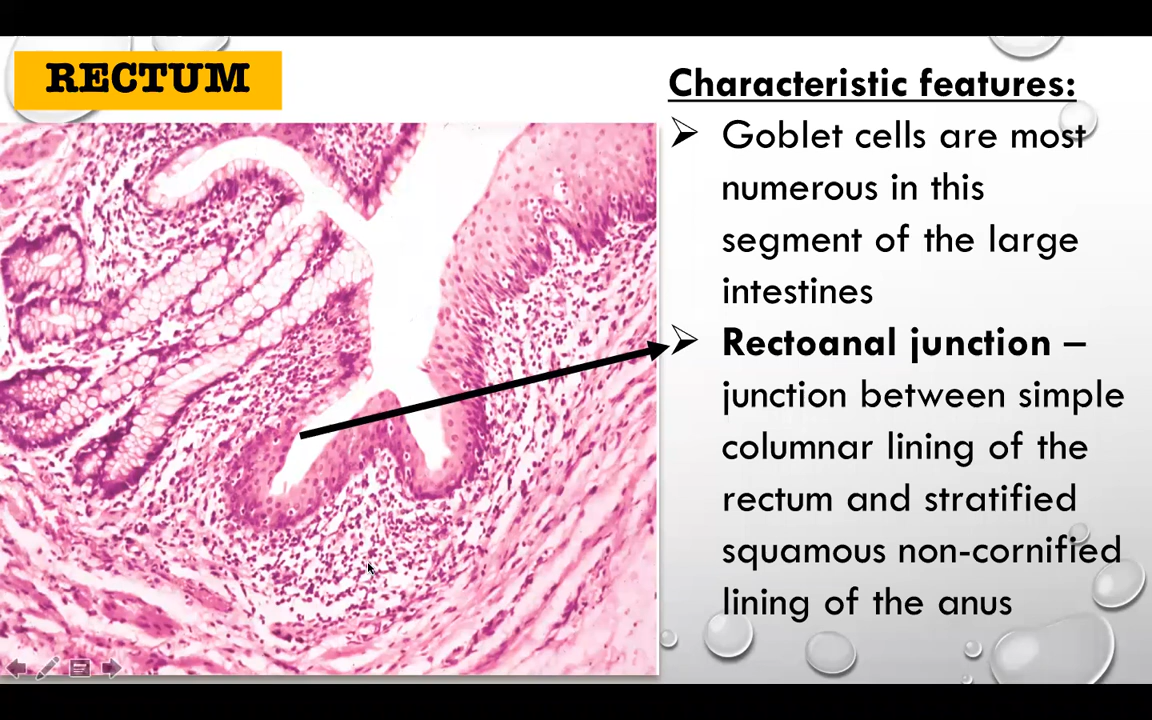 RECTUM
Characteristic features:
Goblet cells are most
numerous in this
segment of the large
intestines
Rectoanal junction –
junction between simple
columnar lining of the
rectum and stratified
squamous non-cornified
lining of the anus